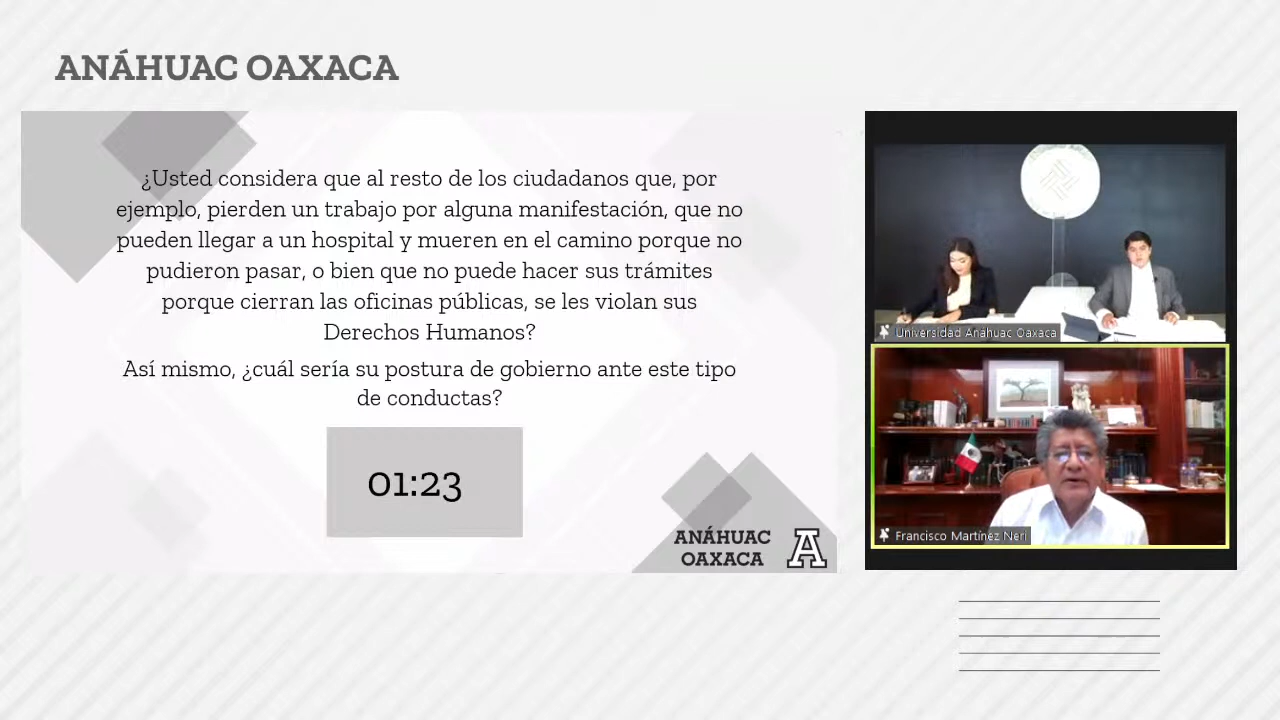 ANÁHUAC OAXACA
¿Usted considera que al resto de los ciudadanos que, por
ejemplo, pierden un trabajo por alguna manifestación, que no
pueden llegar a un hospital y mueren en el camino porque no
pudieron pasar, o bien que no puede hacer sus trámites
porque cierran las oficinas públicas, se les violan sus
Derechos Humanos?
Así mismo, ¿cuál sería su postura de gobierno ante este tipo
de conductas?
01:23
ANÁHUAC
OAXACA
A
Universidad Anáhuac Oaxaca
Francisco Martínez Neri